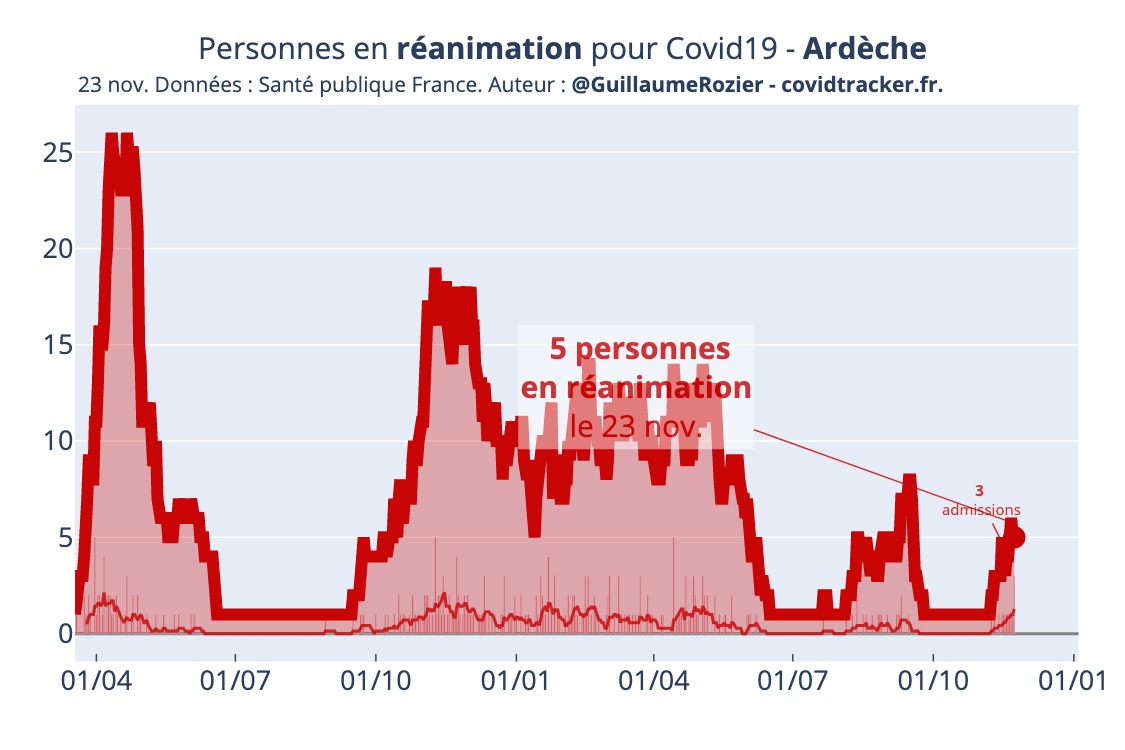 Personnes en réanimation pour Covid19 - Ardèche
23 nov. Données : Santé publique France. Auteur : @GuillaumeRozier - covidtracker.fr.
25
20
15
10
5
0
5 personnes
en réanimation
le 23 nov.
3
admissions
01/04
01/07
01/10
01/01
01/04
01/07
01/10
01/01